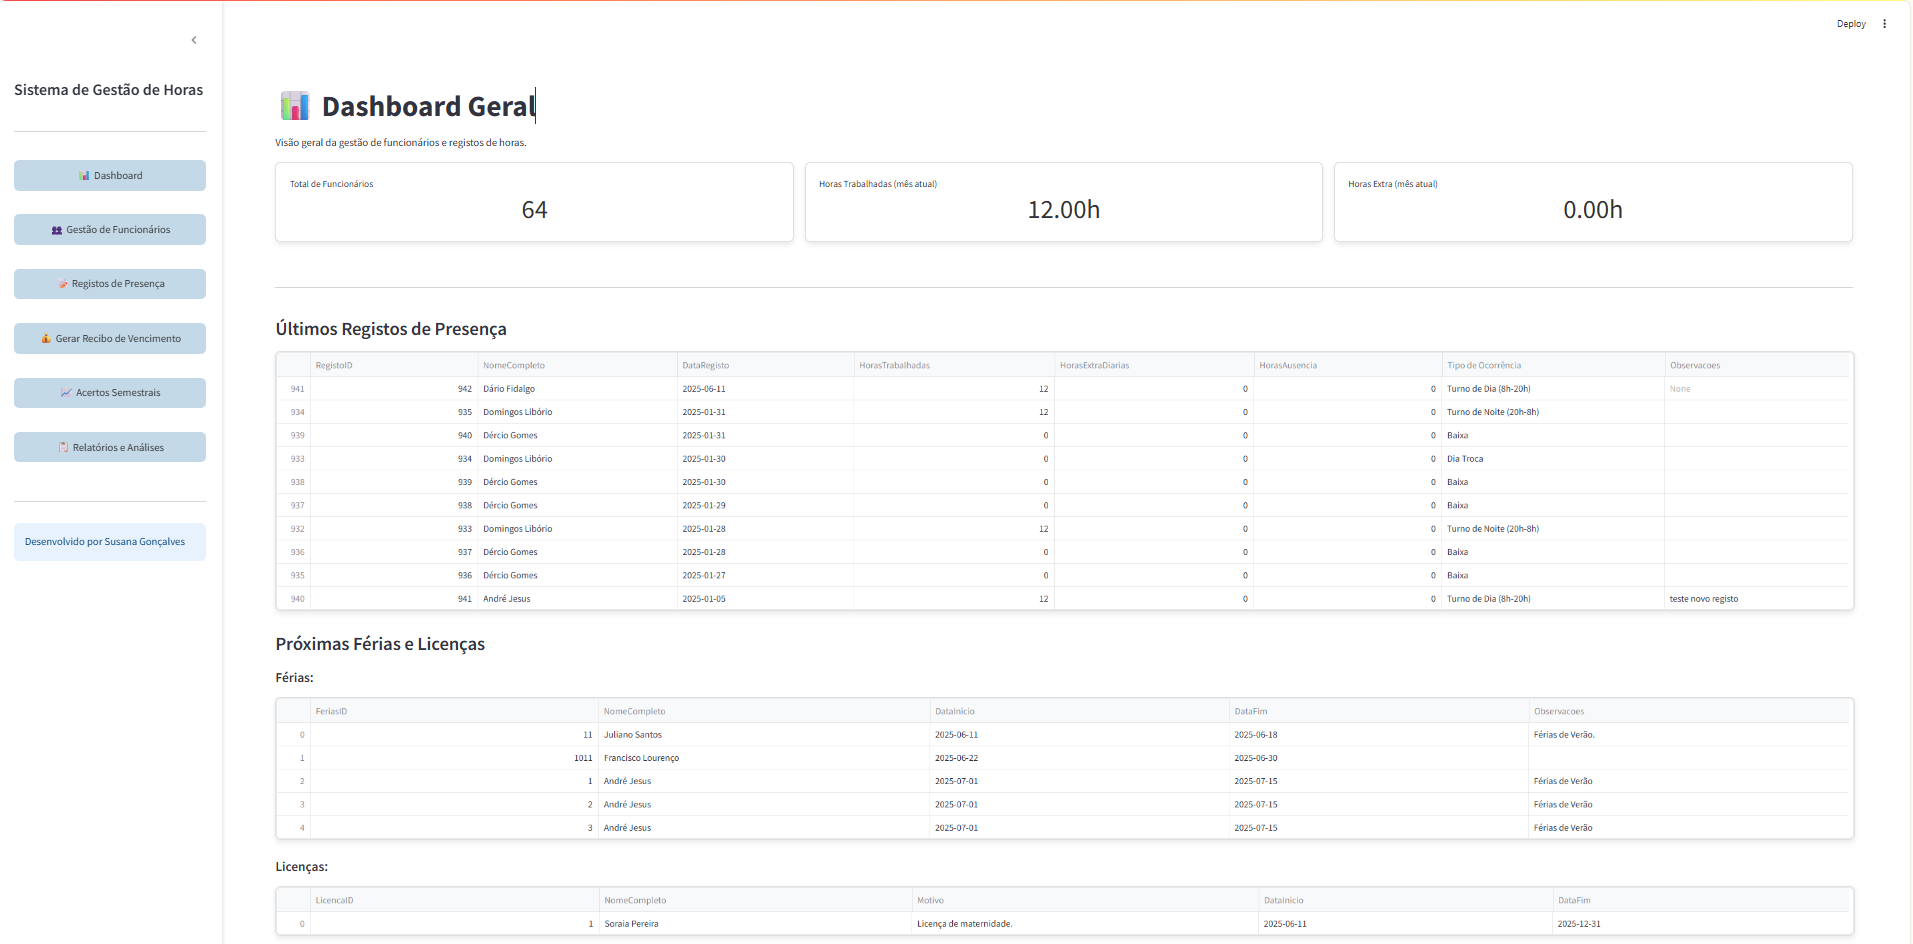 Deploy
Sistema de Gestão de Horas
Dashboard
Gestão de Funcionários
Registos de Presença
Gerar Recibo de Vencimento
Acertos Semestrais
Relatórios e Análises
Desenvolvido por Susana Gonçalves
Dashboard Geral
Visão geral da gestão de funcionários e registos de horas.
Total de Funcionários
64
Horas Trabalhadas (mês atual)
12.00h
Horas Extra (mês atual)
0.00h
Últimos Registos de Presença
RegistoID NomeCompleto DataRegisto HorasTrabalhadas HorasExtraDiarias HorasAusencia Tipo de Ocorrência Observacoes
941 942 Dário Fidalgo 2025-06-11 12 0 0 Turno de Dia (8h-20h) None
934 935 Domingos Libório 2025-01-31 12 0 0 Turno de Noite (20h-8h)
939 940 Dércio Gomes 2025-01-31 0 0 0 Baixa
933 934 Domingos Libório 2025-01-30 0 0 0 Dia Troca
938 939 Dércio Gomes 2025-01-30 0 0 0 Baixa
937 938 Dércio Gomes 2025-01-29 0 0 0 Baixa
932 933 Domingos Libório 2025-01-28 12 0 0 Turno de Noite (20h-8h)
936 937 Dércio Gomes 2025-01-28 0 0 0 Baixa
935 936 Dércio Gomes 2025-01-27 0 0 0 Baixa
940 941 André Jesus 2025-01-05 12 0 0 Turno de Dia (8h-20h) teste novo registo
Próximas Férias e Licenças
Férias:
FeriasID NomeCompleto DataInicio DataFim Observacoes
0 11 Juliano Santos 2025-06-11 2025-06-18 Férias de Verão.
1 1011 Francisco Lourenço 2025-06-22 2025-06-30
2 1 André Jesus 2025-07-01 2025-07-15 Férias de Verão
3 2 André Jesus 2025-07-01 2025-07-15 Férias de Verão
4 3 André Jesus 2025-07-01 2025-07-15 Férias de Verão
Licenças:
LicencaID NomeCompleto Motivo DataInicio DataFim
0 1 Soraia Pereira Licença de maternidade. 2025-06-11 2025-12-31